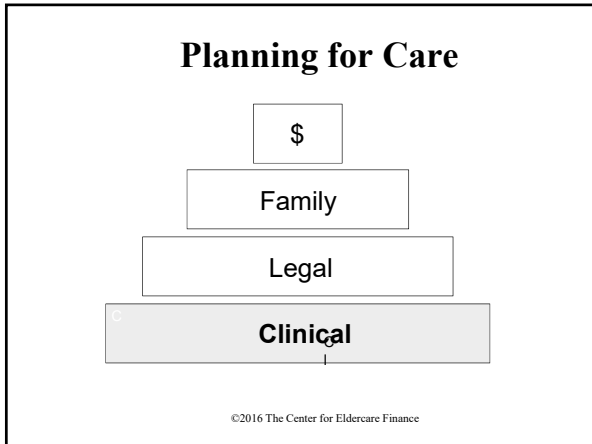 Planning for Care
$
Family
Legal
C
Clinical
C
l
©2016 The Center for Eldercare Finance